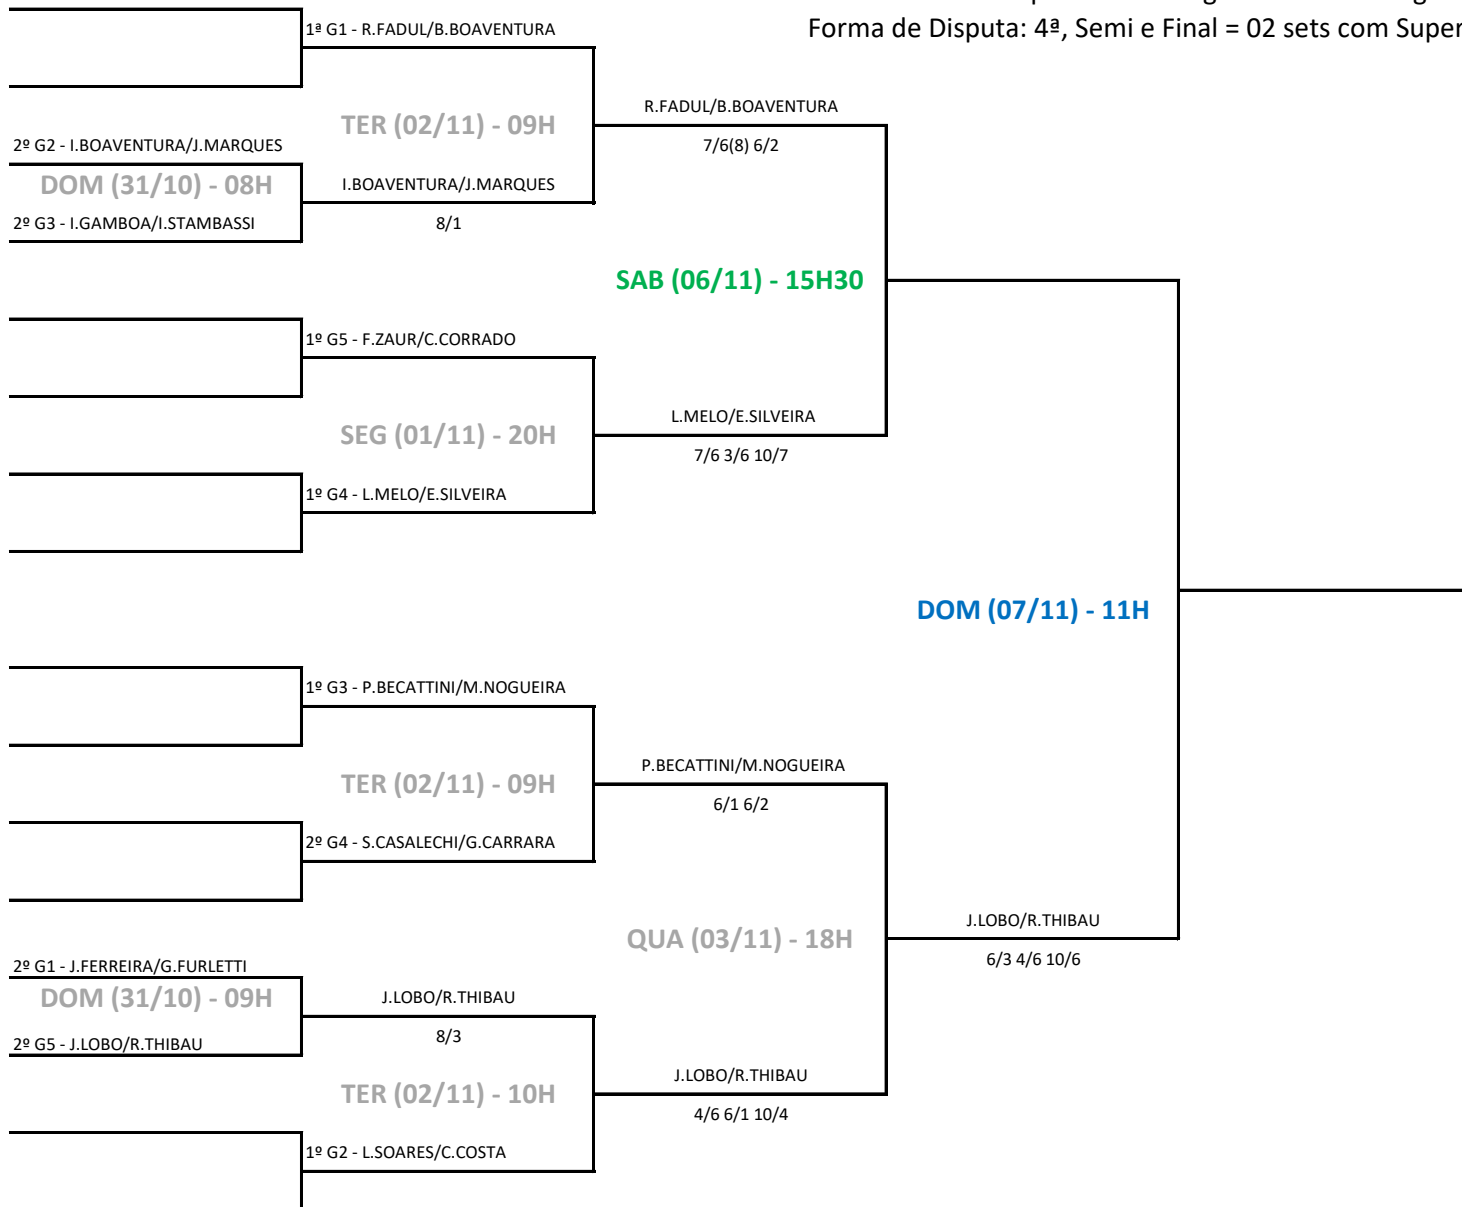 Forma de Disputa: 4ª, Semi e Final = 02 sets com Super
1ª G1 - R.FADUL/B.BOAVENTURA
R.FADUL/B.BOAVENTURA
TER (02/11) - 09H
7/6(8) 6/2
2º G2 - I.BOAVENTURA/J.MARQUES
DOM (31/10) - 08H
I.BOAVENTURA/J.MARQUES
2º G3 - I.GAMBOA/I.STAMBASSI
8/1
SAB (06/11) - 15H30
1º G5 - F.ZAUR/C.CORRADO
L.MELO/E.SILVEIRA
SEG (01/11) - 20H
7/6 3/6 10/7
1º G4 - L.MELO/E.SILVEIRA
DOM (07/11) - 11H
1º G3 - P.BECATTINI/M.NOGUEIRA
P.BECATTINI/M.NOGUEIRA
TER (02/11) - 09H
6/1 6/2
2º G4 - S.CASALECHI/G.CARRARA
J.LOBO/R.THIBAU
QUA (03/11) - 18H
6/3 4/6 10/6
2º G1 - J.FERREIRA/G.FURLETTI
DOM (31/10) - 09H
J.LOBO/R.THIBAU
2º G5 - J.LOBO/R.THIBAU
8/3
J.LOBO/R.THIBAU
TER (02/11) - 10H
4/6 6/1 10/4
1º G2 - L.SOARES/C.COSTA